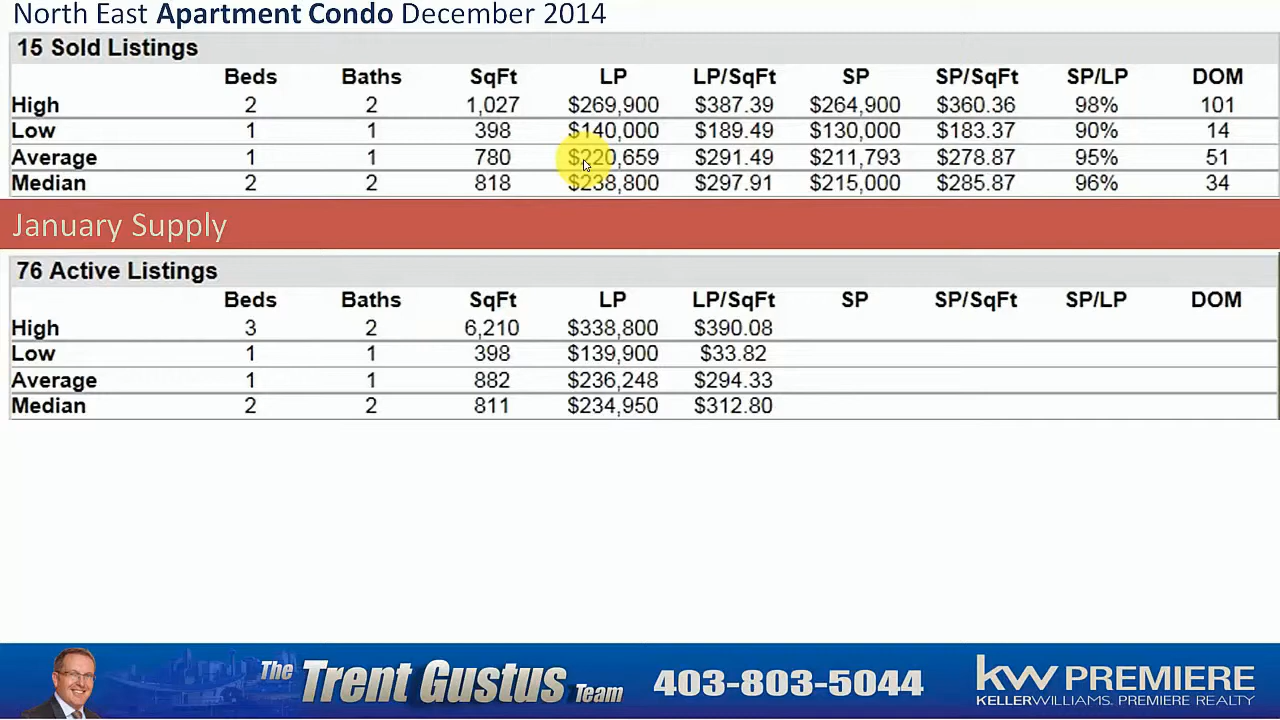 North East Apartment Condo December 2014
15 Sold Listings
Beds Baths SqFt LP LP/SqFt SP SP/SqFt SP/LP DOM
High 2 2 1,027 $269,900 $387.39 $264,900 $360.36 98% 101
Low 1 1 398 $140,000 $189.49 $130,000 $183.37 90% 14
Average 1 1 780 $220,659 $291.49 $211,793 $278.87 95% 51
Median 2 2 818 $238,800 $297.91 $215,000 $285.87 96% 34
January Supply
76 Active Listings
Beds Baths SqFt LP LP/SqFt SP SP/SqFt SP/LP DOM
High 3 2 6,210 $338,800 $390.08
Low 1 1 398 $139,900 $33.82
Average 1 1 882 $236,248 $294.33
Median 2 2 811 $234,950 $312.80
The Trent Gustus Team 403-803-5044 kw PREMIERE
KELLERWILLIAMS. PREMIERE REALTY